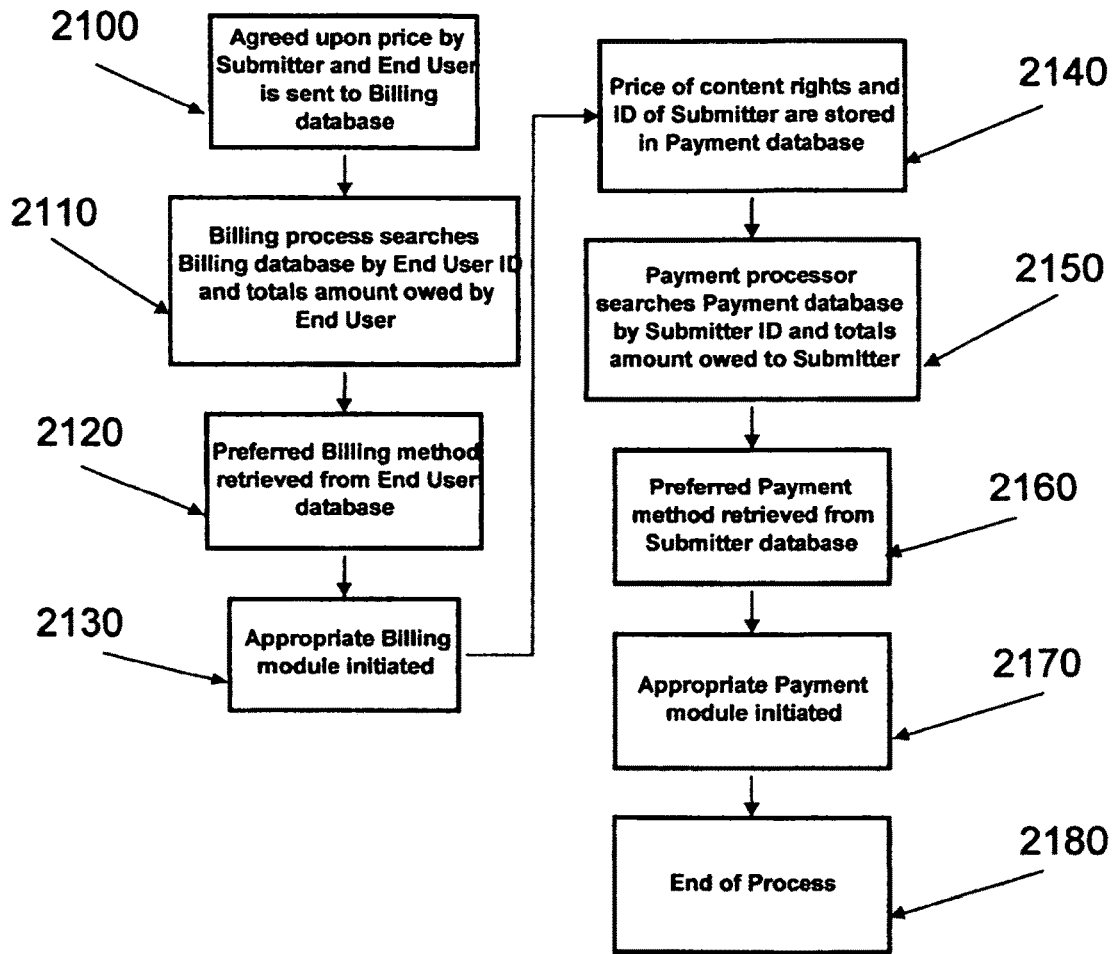 2100
Agreed upon price by
Submitter and End User
is sent to Billing
database
2110
Billing process searches
Billing database by End User ID
and totals amount owed by
End User
2120
Preferred Billing method
retrieved from End User
database
2130
Appropriate Billing
module initiated
2140
Price of content rights and
ID of Submitter are stored
in Payment database
2150
Payment processor
searches Payment database
by Submitter ID and totals
amount owed to Submitter
2160
Preferred Payment
method retrieved from
Submitter database
2170
Appropriate Payment
module initiated
2180
End of Process